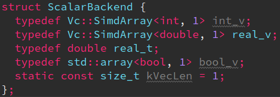 struct ScalarBackend {
  typedef Vc::SimdArray<int, 1> int_v;
  typedef Vc::SimdArray<double, 1> real_v;
  typedef double real_t;
  typedef std::array<bool, 1> bool_v;
  static const size_t kVecLen = 1;
};